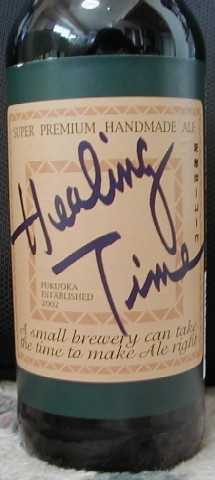 SUPER PREMIUM HANDMADE ALE
Healing
Time
FUKUOKA
ESTABLISHED
2002
A small brewery can take
the time to make Ale right